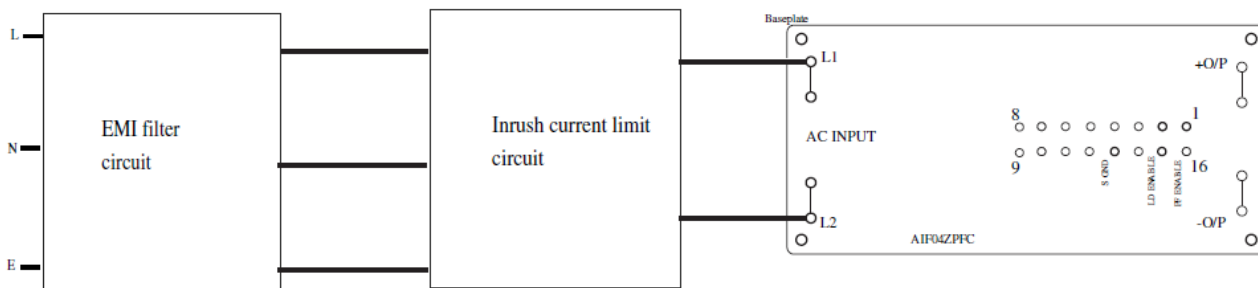 L
N
E
EMI filter
circuit
Inrush current limit
circuit
Baseplate
L1
AC INPUT
L2
8
1
9
16
S GND
LD ENABLE
PF ENABLE
+O/P
-O/P
AIF04ZPFC